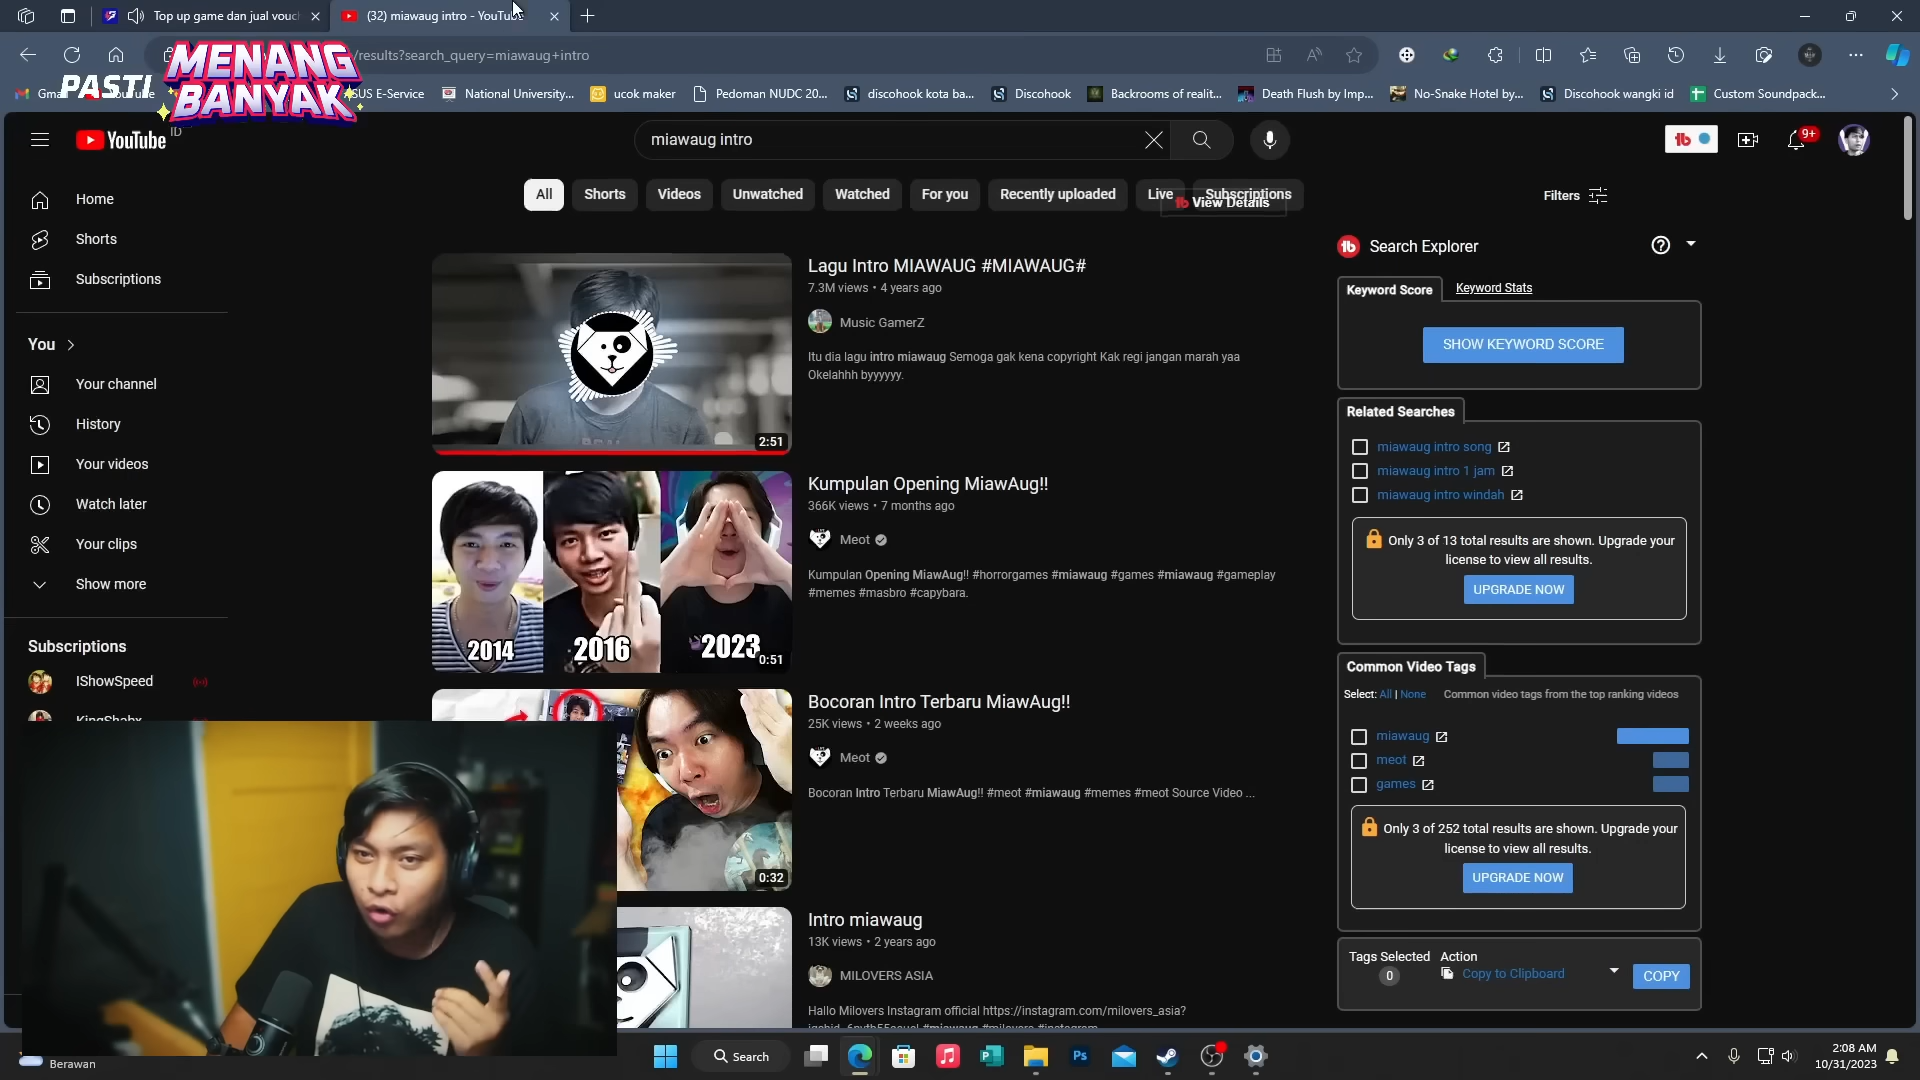 Top up game dan jual vouc
(32) miawaug intro - YouTube
/results?search_query=miawaug+intro
PASTI
MENANG
BANYAK
Gmail
YouTube
ASUS E-Service
National University...
ucok maker
Pedoman NUDC 20...
discohook kota ba...
Discohook
Backrooms of realit...
Death Flush by Imp...
No-Snake Hotel by...
Discohook wangki id
Custom Soundpack...
YouTube
ID
miawaug intro
9+
All
Shorts
Videos
Unwatched
Watched
For you
Recently uploaded
Live
Subscriptions
View Details
Filters
Home
Shorts
Subscriptions
You
Your channel
History
Your videos
Watch later
Your clips
Show more
Subscriptions
IShowSpeed
2:51
Lagu Intro MIAWAUG #MIAWAUG#
7.3M views • 4 years ago
Music GamerZ
Itu dia lagu intro miawaug Semoga gak kena copyright Kak regi jangan marah yaa
Okelahhh byyyyyy.
2014
2016
2023
0:51
Kumpulan Opening MiawAug!!
366K views • 7 months ago
Meot
Kumpulan Opening MiawAug!! #horrorgames #miawaug #games #miawaug #gameplay
#memes #masbro #capybara.
0:32
Bocoran Intro Terbaru MiawAug!!
25K views • 2 weeks ago
Meot
Bocoran Intro Terbaru MiawAug!! #meot #miawaug #memes #meot Source Video ...
Intro miawaug
13K views • 2 years ago
MILOVERS ASIA
Hallo Milovers Instagram official https://instagram.com/milovers_asia?
Search Explorer
Keyword Score
Keyword Stats
SHOW KEYWORD SCORE
Related Searches
miawaug intro song
miawaug intro 1 jam
miawaug intro windah
Only 3 of 13 total results are shown. Upgrade your
license to view all results.
UPGRADE NOW
Common Video Tags
Select: All | None
Common video tags from the top ranking videos
miawaug
meot
games
Only 3 of 252 total results are shown. Upgrade your
license to view all results.
UPGRADE NOW
Tags Selected
0
Action
Copy to Clipboard
COPY
Berawan
Search
2:08 AM
10/31/2023